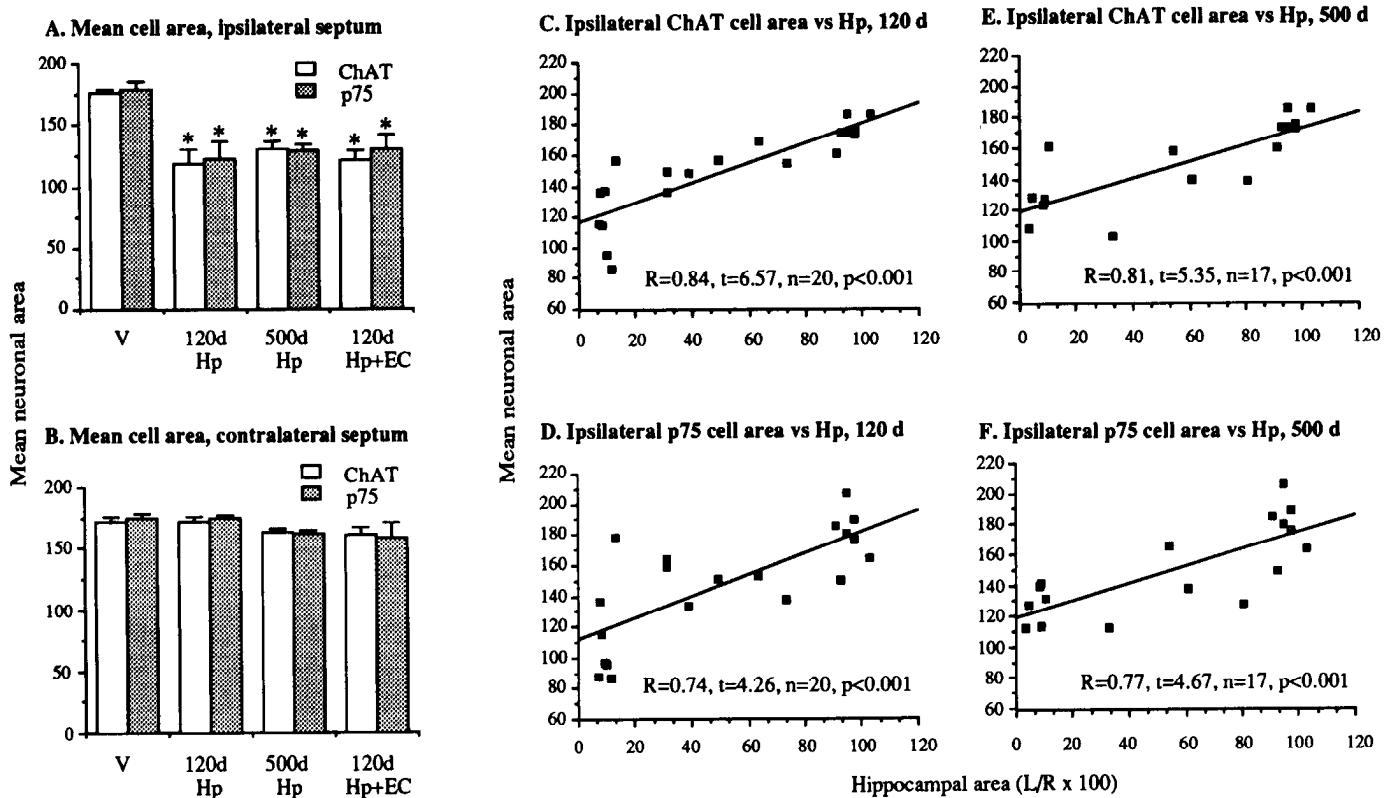 A. Mean cell area, ipsilateral septum
200
150
125
100
75
50
0
ChAT
p75
* * * * * *
V
120d Hp
500d Hp
120d Hp+EC
B. Mean cell area, contralateral septum
200
150
100
50
0
ChAT
p75
V
120d Hp
500d Hp
120d Hp+EC
Mean neuronal area
C. Ipsilateral ChAT cell area vs Hp, 120 d
220
200
180
160
140
120
100
80
60
R=0.84, t=6.57, n=20, p<0.001
0 20 40 60 80 100 120
D. Ipsilateral p75 cell area vs Hp, 120 d
220
200
180
160
140
120
100
80
60
R=0.74, t=4.26, n=20, p<0.001
0 20 40 60 80 100 120
Mean neuronal area
E. Ipsilateral ChAT cell area vs Hp, 500 d
220
200
180
160
140
120
100
80
60
R=0.81, t=5.35, n=17, p<0.001
0 20 40 60 80 100 120
F. Ipsilateral p75 cell area vs Hp, 500 d
220
200
180
160
140
120
100
80
60
R=0.77, t=4.67, n=17, p<0.001
0 20 40 60 80 100 120
Hippocampal area (L/R x 100)